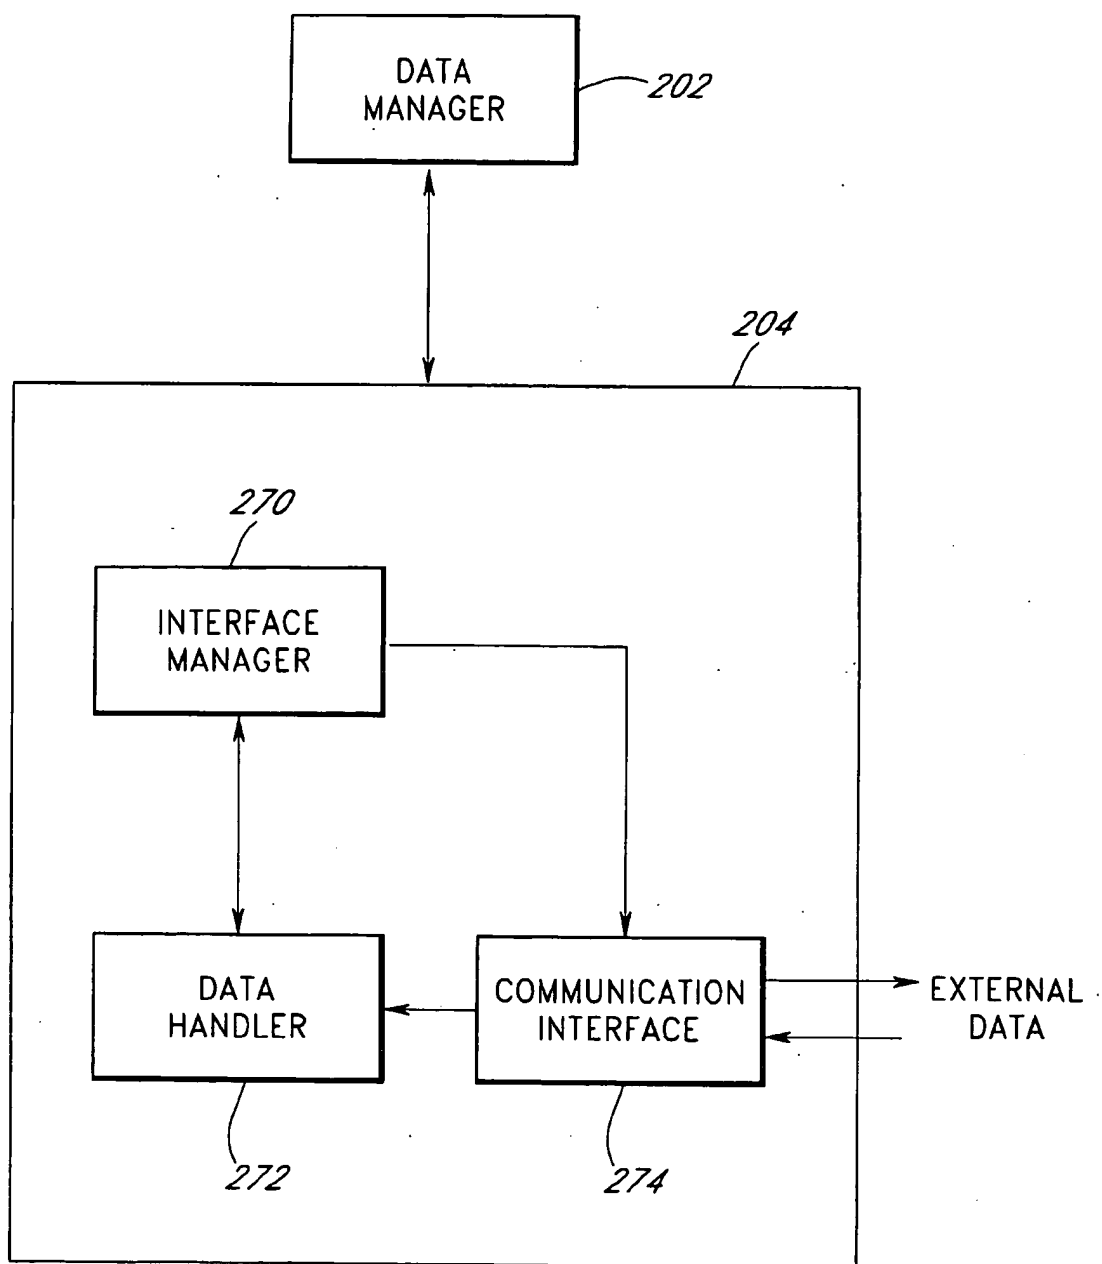 DATA
MANAGER
202
204
270
INTERFACE
MANAGER
DATA
HANDLER
COMMUNICATION
INTERFACE
EXTERNAL
DATA
272
274